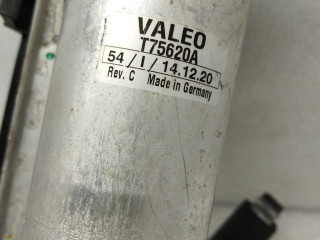 VALEO
T75620A
54 / I / 14.12.20
Rev. C Made in Germany